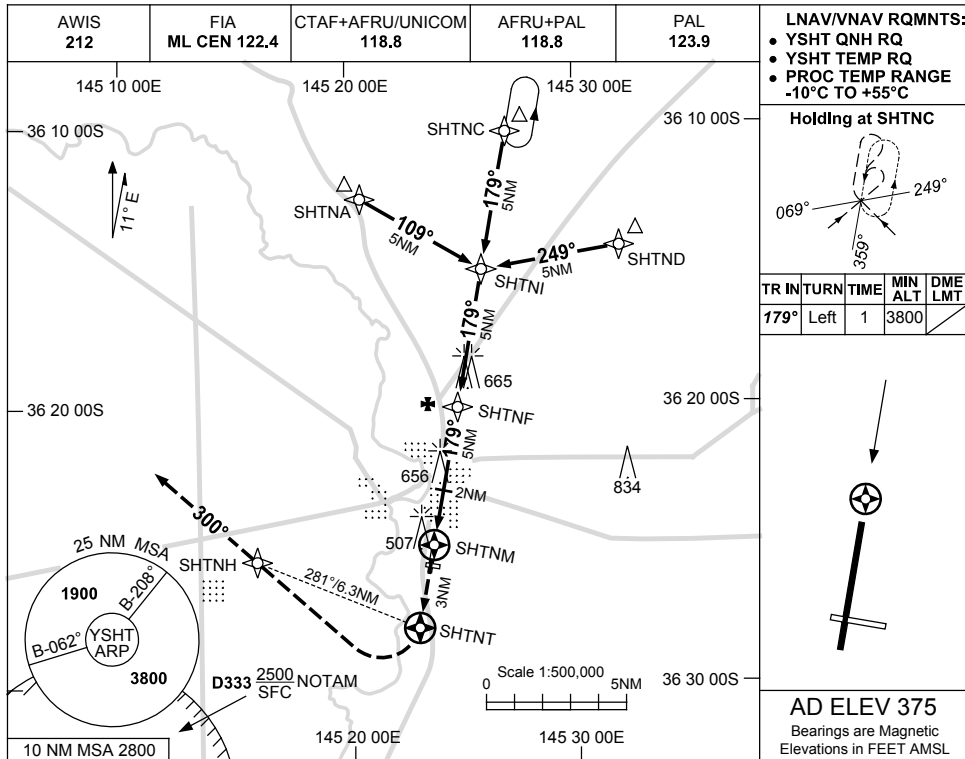 AWIS
212
FIA
ML CEN 122.4
CTAF+AFRU/UNICOM
118.8
AFRU+PAL
118.8
PAL
123.9
LNAV/VNAV RQMNTS:
• YSHT QNH RQ
• YSHT TEMP RQ
• PROC TEMP RANGE
-10°C TO +55°C
145 10 00E
145 20 00E
145 30 00E
36 10 00S
36 10 00S
SHTNC
11° E
179°
5NM
SHTNA
109°
5NM
249°
5NM
SHTND
SHTNI
179°
5NM
665
36 20 00S
36 20 00S
SHTNF
179°
5NM
656
2NM
834
300°
507
SHTNM
SHTNH
281°/6.3NM
3NM
SHTNT
25 NM MSA
1900
B-208°
B-062°
YSHT
ARP
3800
D333 2500
SFC
NOTAM
Scale 1:500,000
0
5NM
36 30 00S
145 20 00E
145 30 00E
10 NM MSA 2800
Holding at SHTNC
069°
249°
359°
TR IN
TURN
TIME
MIN
ALT
DME
LMT
179°
Left
1
3800
AD ELEV 375
Bearings are Magnetic
Elevations in FEET AMSL